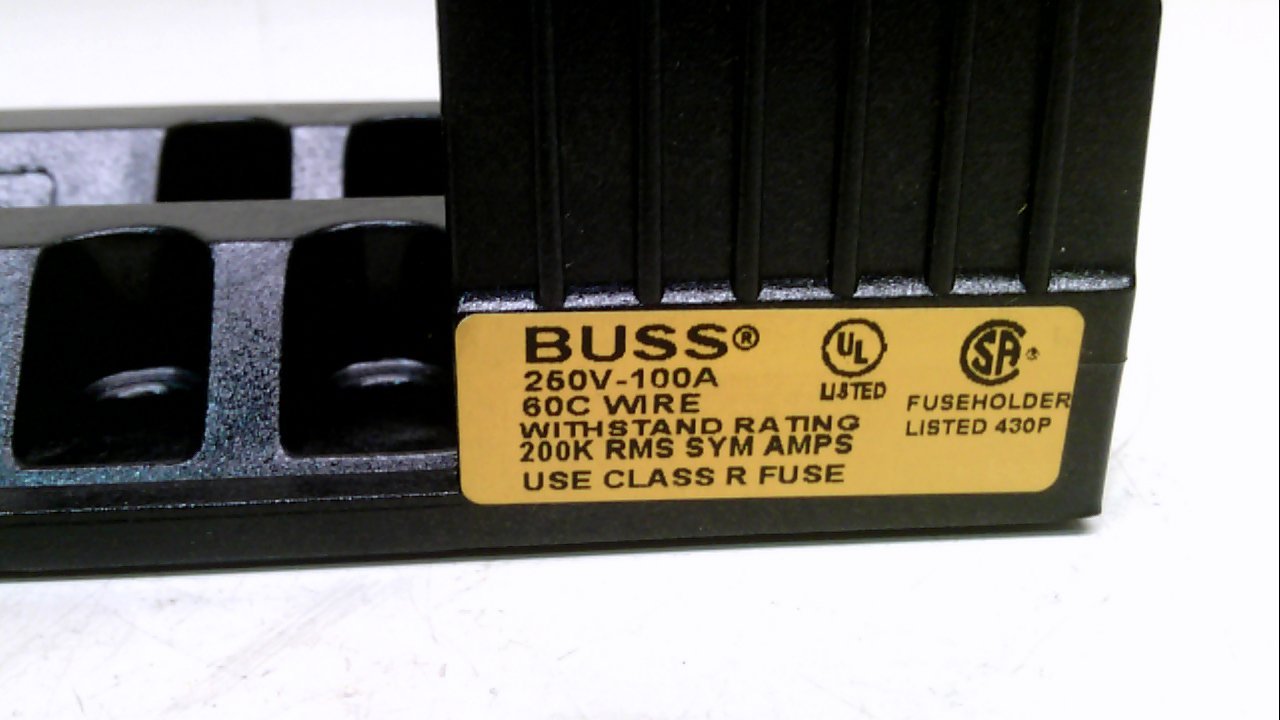 BUSS®
250V-100A
60C WIRE
WITHSTAND RATING
200K RMS SYM AMPS
USE CLASS R FUSE
UL
LISTED
SA
FUSEHOLDER
LISTED 430P